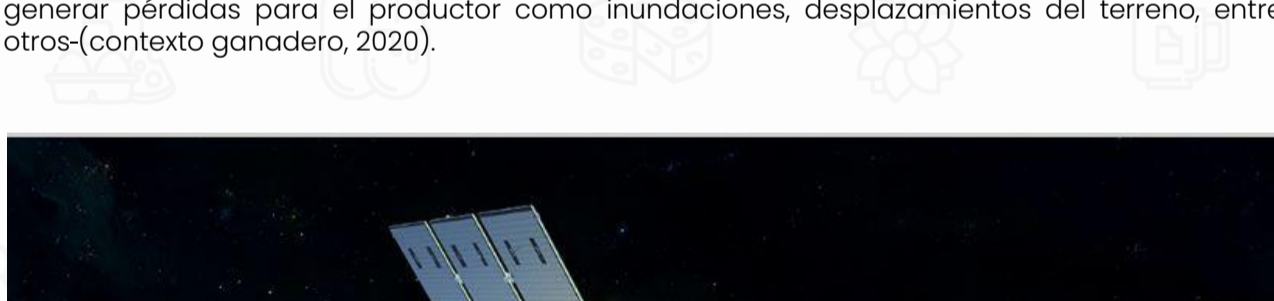 generar pérdidas para el productor como inundaciones, desplazamientos del terreno, entre
otros-(contexto ganadero, 2020).